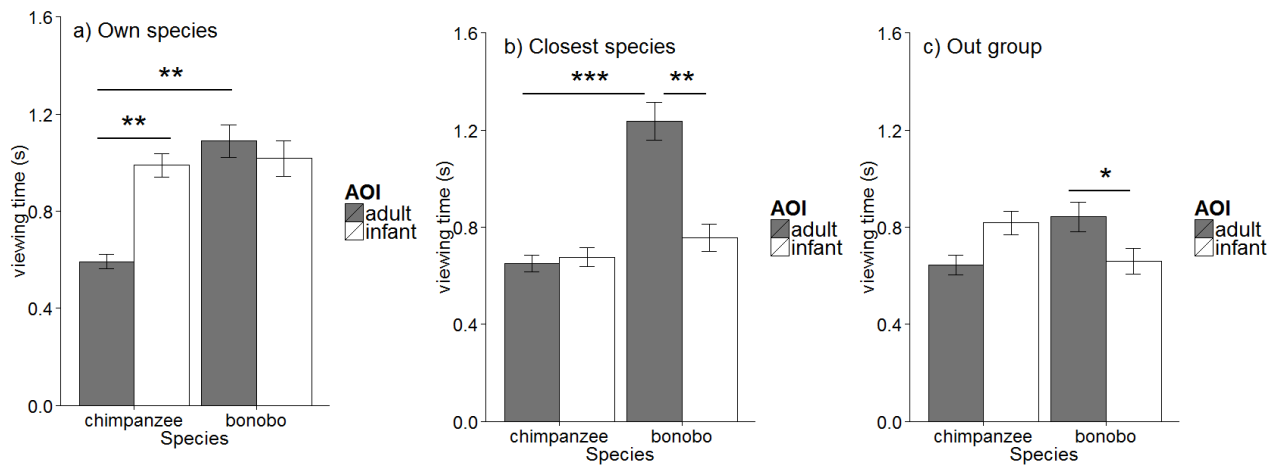 a) Own species
1.6
1.2
0.8
0.4
0.0
viewing time (s)
**
**
chimpanzee bonobo
Species
AOI
adult
infant
b) Closest species
1.6
1.2
0.8
0.4
0.0
viewing time (s)
*** **
chimpanzee bonobo
Species
AOI
adult
infant
c) Out group
1.6
1.2
0.8
0.4
0.0
viewing time (s)
*
chimpanzee bonobo
Species
AOI
adult
infant